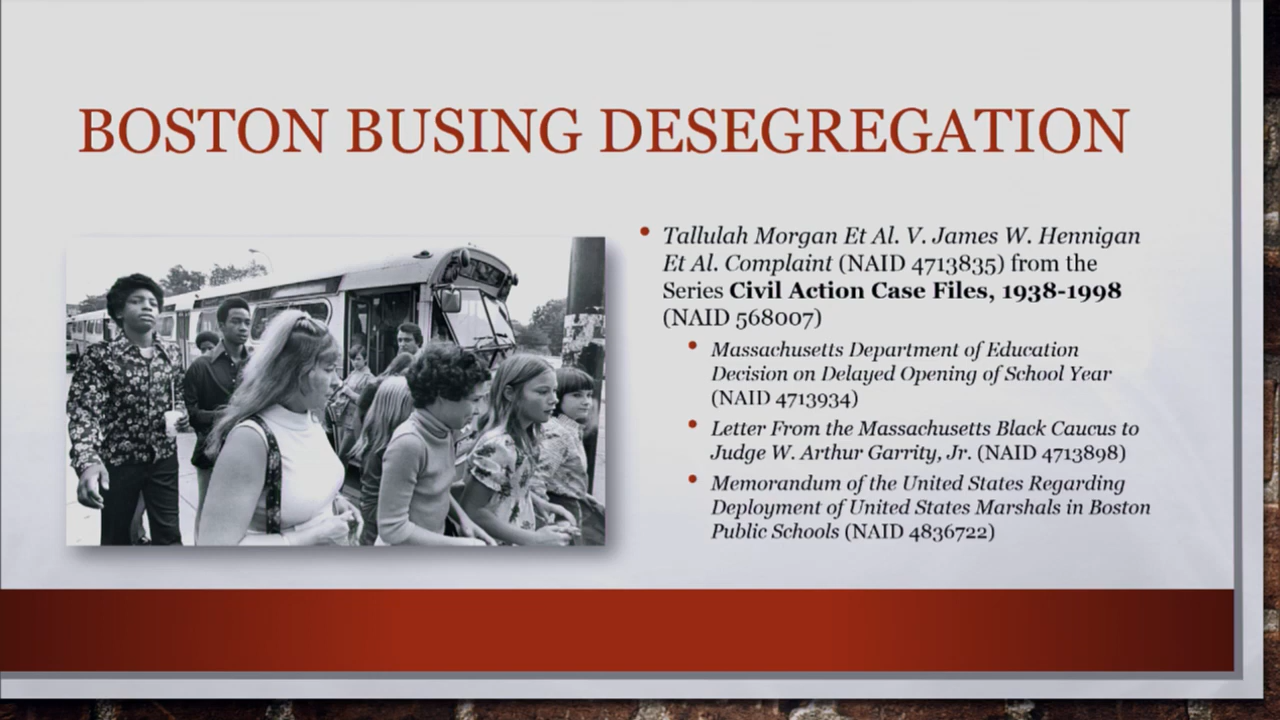 BOSTON BUSING DESEGREGATION
• Tallulah Morgan Et Al. V. James W. Hennigan
Et Al. Complaint (NAID 4713835) from the
Series Civil Action Case Files, 1938-1998
(NAID 568007)
• Massachusetts Department of Education
Decision on Delayed Opening of School Year
(NAID 4713934)
• Letter From the Massachusetts Black Caucus to
Judge W. Arthur Garrity, Jr. (NAID 4713898)
• Memorandum of the United States Regarding
Deployment of United States Marshals in Boston
Public Schools (NAID 4836722)